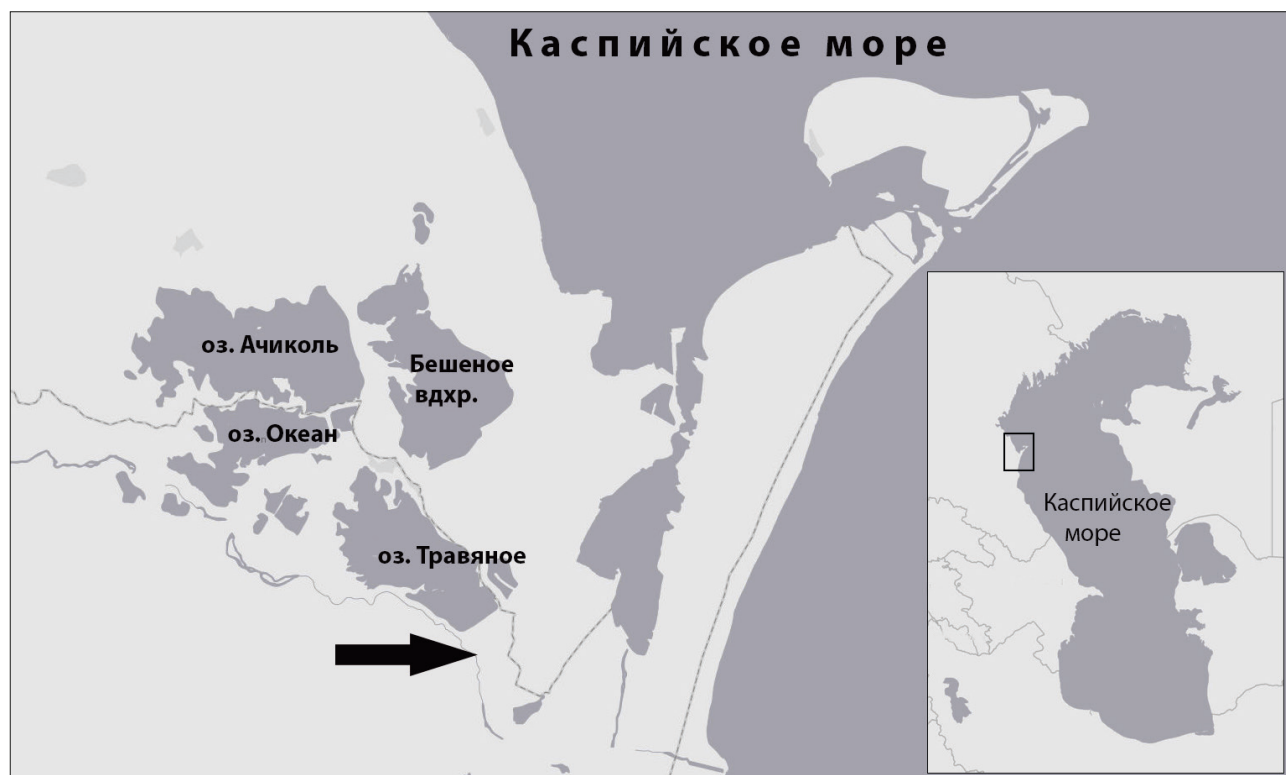 Каспийское море
оз. Ачиколь
Бешеное
вдхр.
оз. Океан
оз. Травяное
Каспийское
море